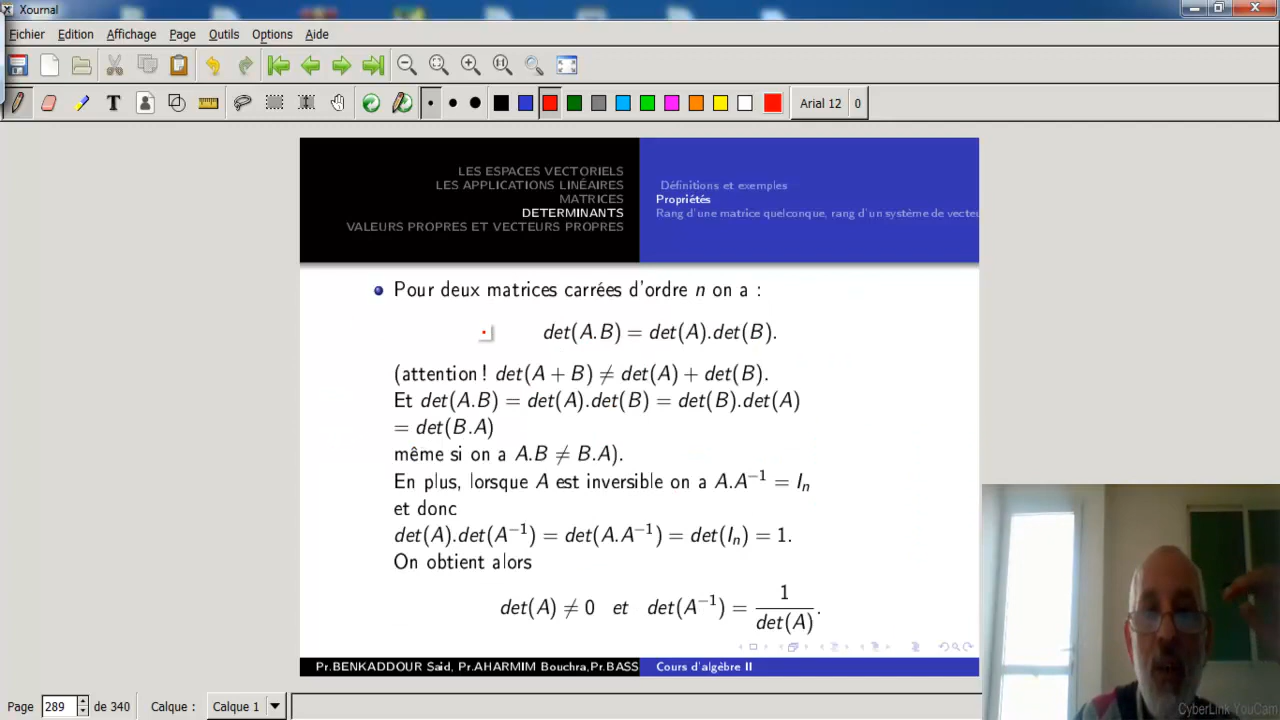 Xournal
Fichier Edition Affichage Page Outils Options Aide
Arial 12 0
LES ESPACES VECTORIELS
LES APPLICATIONS LINÉAIRES
MATRICES
DETERMINANTS
VALEURS PROPRES ET VECTEURS PROPRES
Définitions et exemples
Propriétés
Rang d'une matrice quelconque, rang d'un système de vecteu
Pour deux matrices carrées d'ordre n on a :
det(A.B) = det(A).det(B).
(attention ! det(A + B) ≠ det(A) + det(B).
Et det(A.B) = det(A).det(B) = det(B).det(A)
= det(B.A)
même si on a A.B ≠ B.A).
En plus, lorsque A est inversible on a A.A⁻¹ = Iₙ
et donc
det(A).det(A⁻¹) = det(A.A⁻¹) = det(Iₙ) = 1.
On obtient alors
det(A) ≠ 0 et det(A⁻¹) = 1/det(A).
Pr.BENKADDOUR Said, Pr.AHARMIM Bouchra,Pr.BASS
Cours d'algèbre II
Page 289 de 340 Calque : Calque 1
CyberLink YouCam